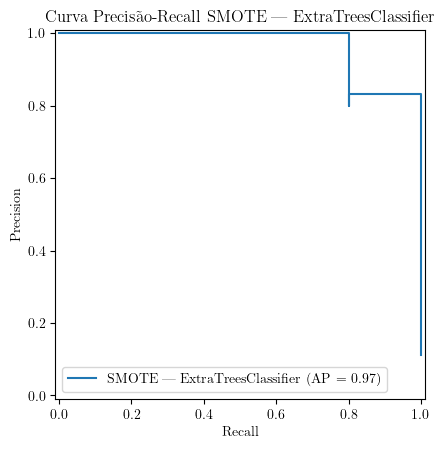 Curva Precisão-Recall SMOTE — ExtraTreesClassifier
1.0
0.8
0.6
0.4
0.2
0.0
Precision
SMOTE — ExtraTreesClassifier (AP = 0.97)
0.0 0.2 0.4 0.6 0.8 1.0
Recall